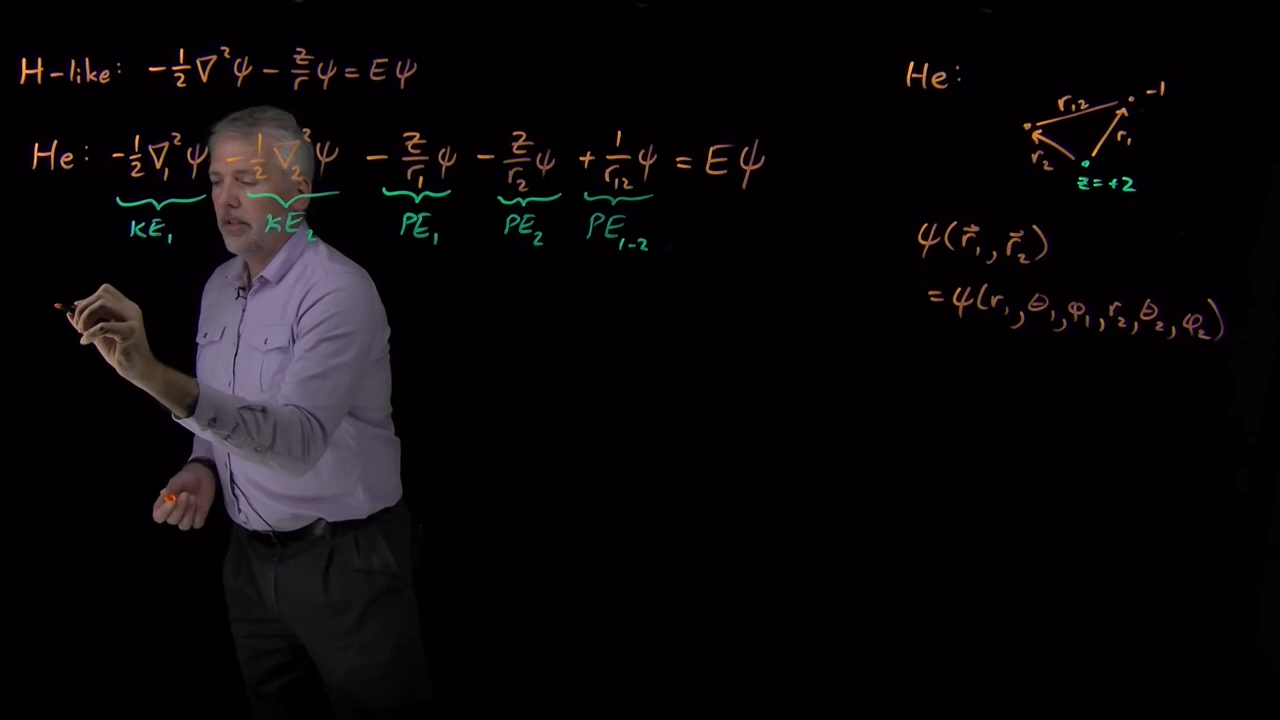 H-like: -½∇²ψ - z/r ψ = Eψ
He: -½∇₁²ψ - ½∇₂²ψ - z/r₁ ψ - z/r₂ ψ + 1/r₁₂ ψ = Eψ
KE₁ KE₂ PE₁ PE₂ PE₁₋₂
He:
r₁₂ -1
r₂ r₁
z=+2
ψ(r⃗₁, r⃗₂)
= ψ(r₁, θ₁, φ₁, r₂, θ₂, φ₂)